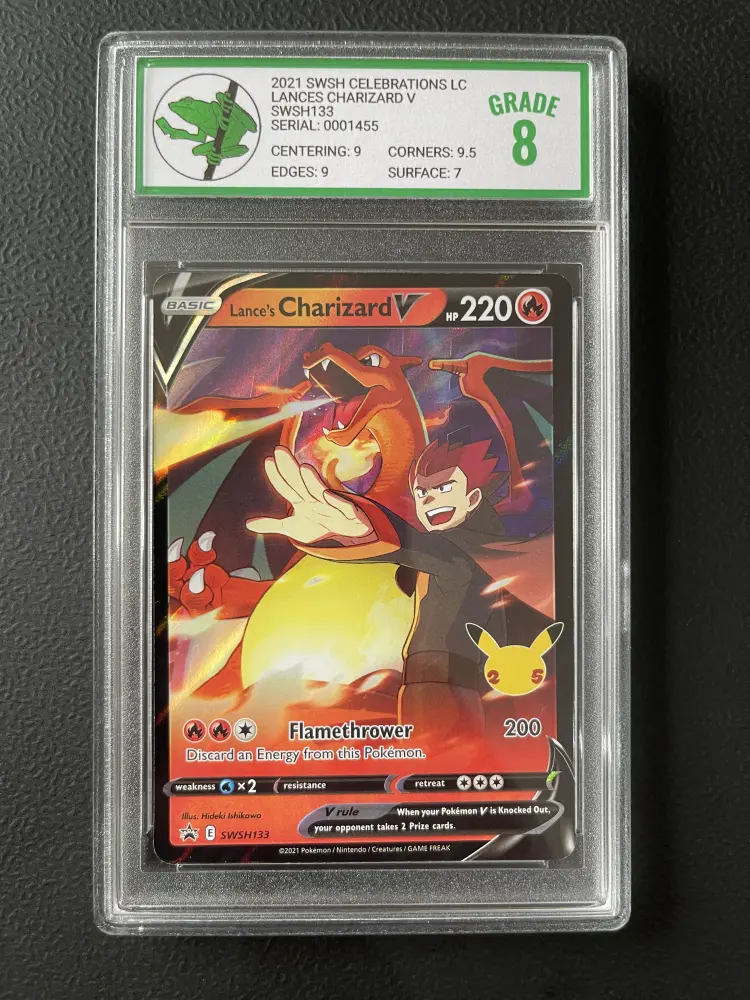 2021 SWSH CELEBRATIONS LC
LANCES CHARIZARD V
SWSH133
SERIAL: 0001455
CENTERING: 9 CORNERS: 9.5
EDGES: 9 SURFACE: 7
GRADE
8
BASIC
Lance's Charizard V HP 220
25
Flamethrower 200
Discard an Energy from this Pokémon.
weakness ×2 resistance retreat
V rule When your Pokémon V is Knocked Out,
your opponent takes 2 Prize cards.
Illus. Hideki Ishikawa
E SWSH133
©2021 Pokémon / Nintendo / Creatures / GAME FREAK